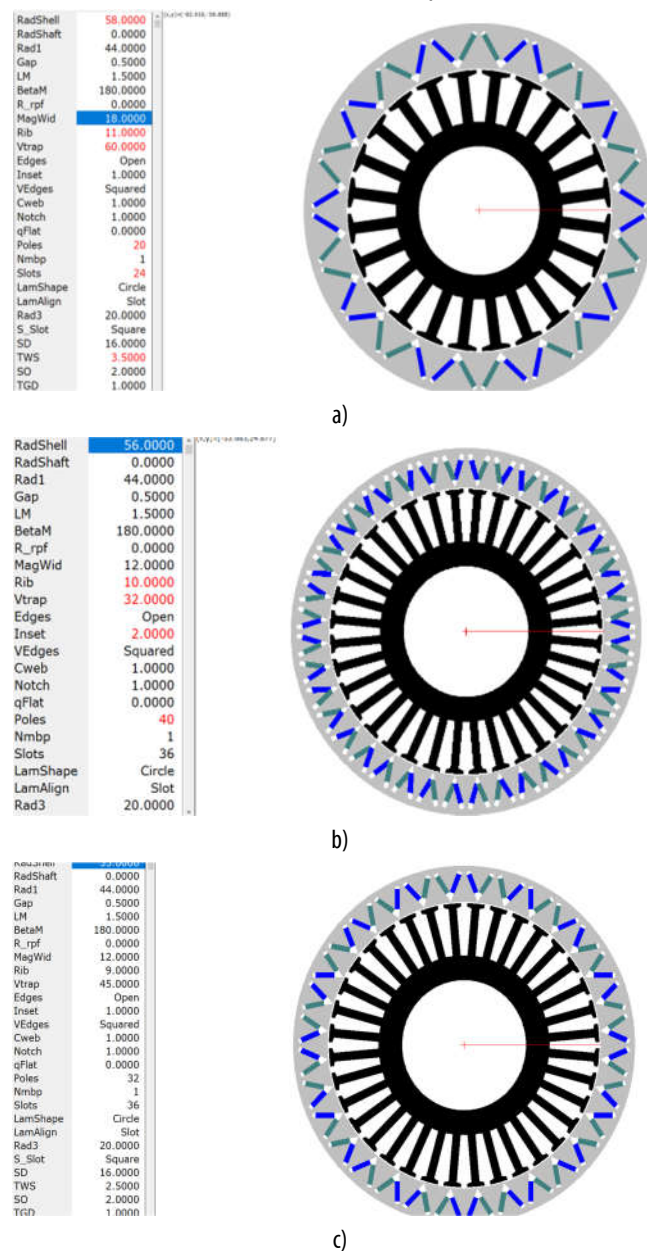 RadShell 58.0000
RadShaft 0.0000
Rad1 44.0000
Gap 0.5000
LM 1.5000
BetaM 180.0000
R_rpf 0.0000
MagWid 18.0000
Rib 11.0000
Vtrap 60.0000
Edges Open
Inset 1.0000
VEdges Squared
Cweb 1.0000
Notch 1.0000
qFlat 0.0000
Poles 20
Nmbp 1
Slots 24
LamShape Circle
LamAlign Slot
Rad3 20.0000
S_Slot Square
SD 16.0000
TWS 3.5000
SO 2.0000
TGD 1.0000
a)
RadShell 56.0000
RadShaft 0.0000
Rad1 44.0000
Gap 0.5000
LM 1.5000
BetaM 180.0000
R_rpf 0.0000
MagWid 12.0000
Rib 10.0000
Vtrap 32.0000
Edges Open
Inset 2.0000
VEdges Squared
Cweb 1.0000
Notch 1.0000
qFlat 0.0000
Poles 40
Nmbp 1
Slots 36
LamShape Circle
LamAlign Slot
Rad3 20.0000
b)
RadShaft 0.0000
Rad1 44.0000
Gap 0.5000
LM 1.5000
BetaM 180.0000
R_rpf 0.0000
MagWid 12.0000
Rib 9.0000
Vtrap 45.0000
Edges Open
Inset 1.0000
VEdges Squared
Cweb 1.0000
Notch 1.0000
qFlat 0.0000
Poles 32
Nmbp 1
Slots 36
LamShape Circle
LamAlign Slot
Rad3 20.0000
S_Slot Square
SD 16.0000
TWS 2.5000
SO 2.0000
TGD 1.0000
c)